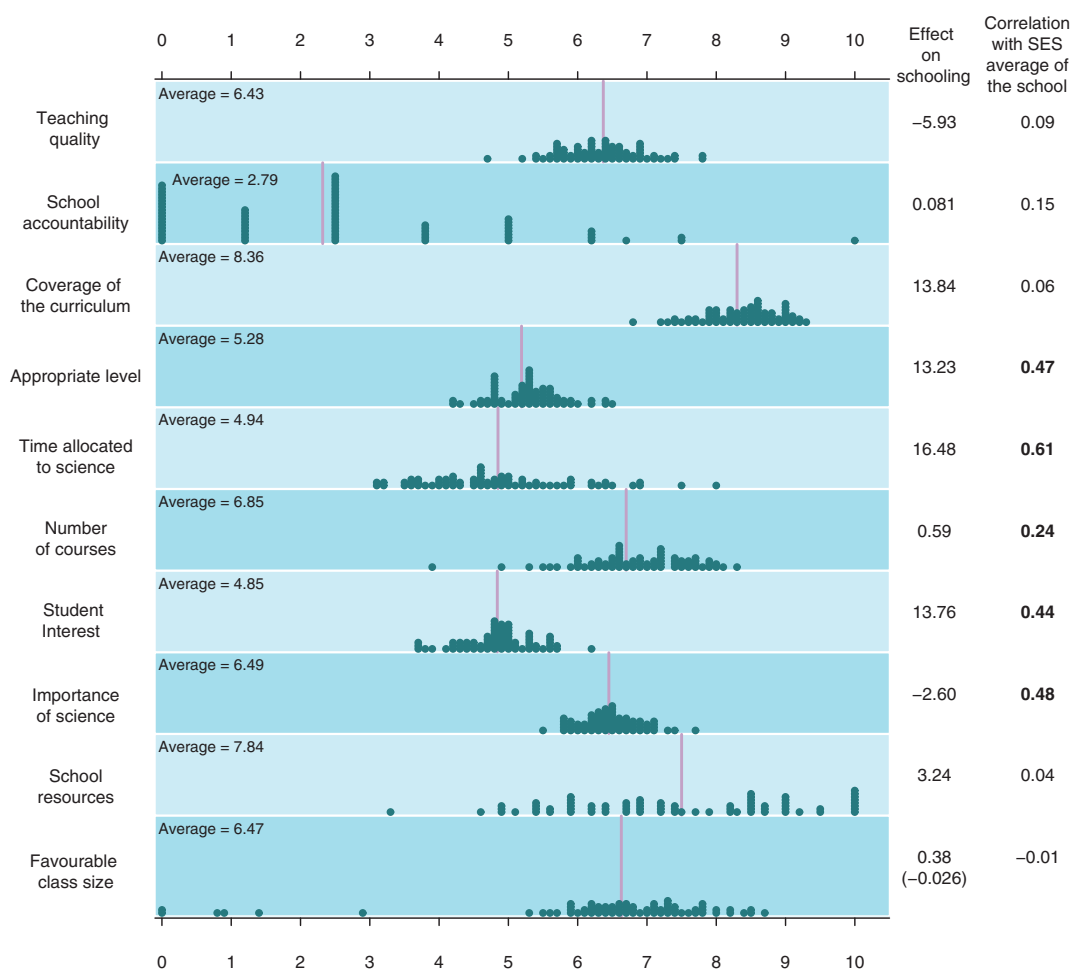 0 1 2 3 4 5 6 7 8 9 10
Effect
on
schooling
Correlation
with SES
average of
the school
Teaching
quality
Average = 6.43
−5.93
0.09
School
accountability
Average = 2.79
0.081
0.15
Coverage of
the curriculum
Average = 8.36
13.84
0.06
Appropriate level
Average = 5.28
13.23
0.47
Time allocated
to science
Average = 4.94
16.48
0.61
Number
of courses
Average = 6.85
0.59
0.24
Student
Interest
Average = 4.85
13.76
0.44
Importance
of science
Average = 6.49
−2.60
0.48
School
resources
Average = 7.84
3.24
0.04
Favourable
class size
Average = 6.47
0.38
(−0.026)
−0.01
0 1 2 3 4 5 6 7 8 9 10